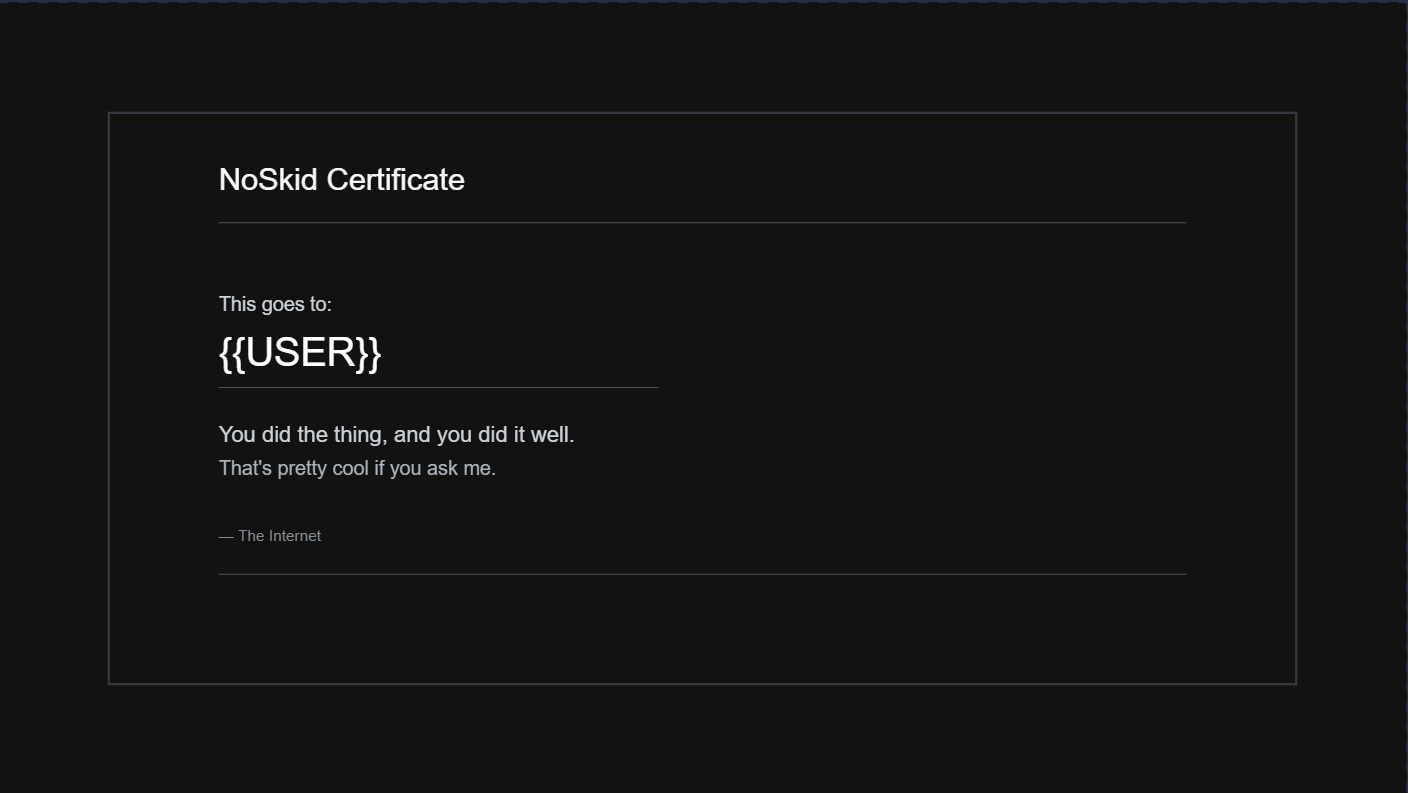 NoSkid Certificate
This goes to:
{{USER}}
You did the thing, and you did it well.
That's pretty cool if you ask me.
— The Internet